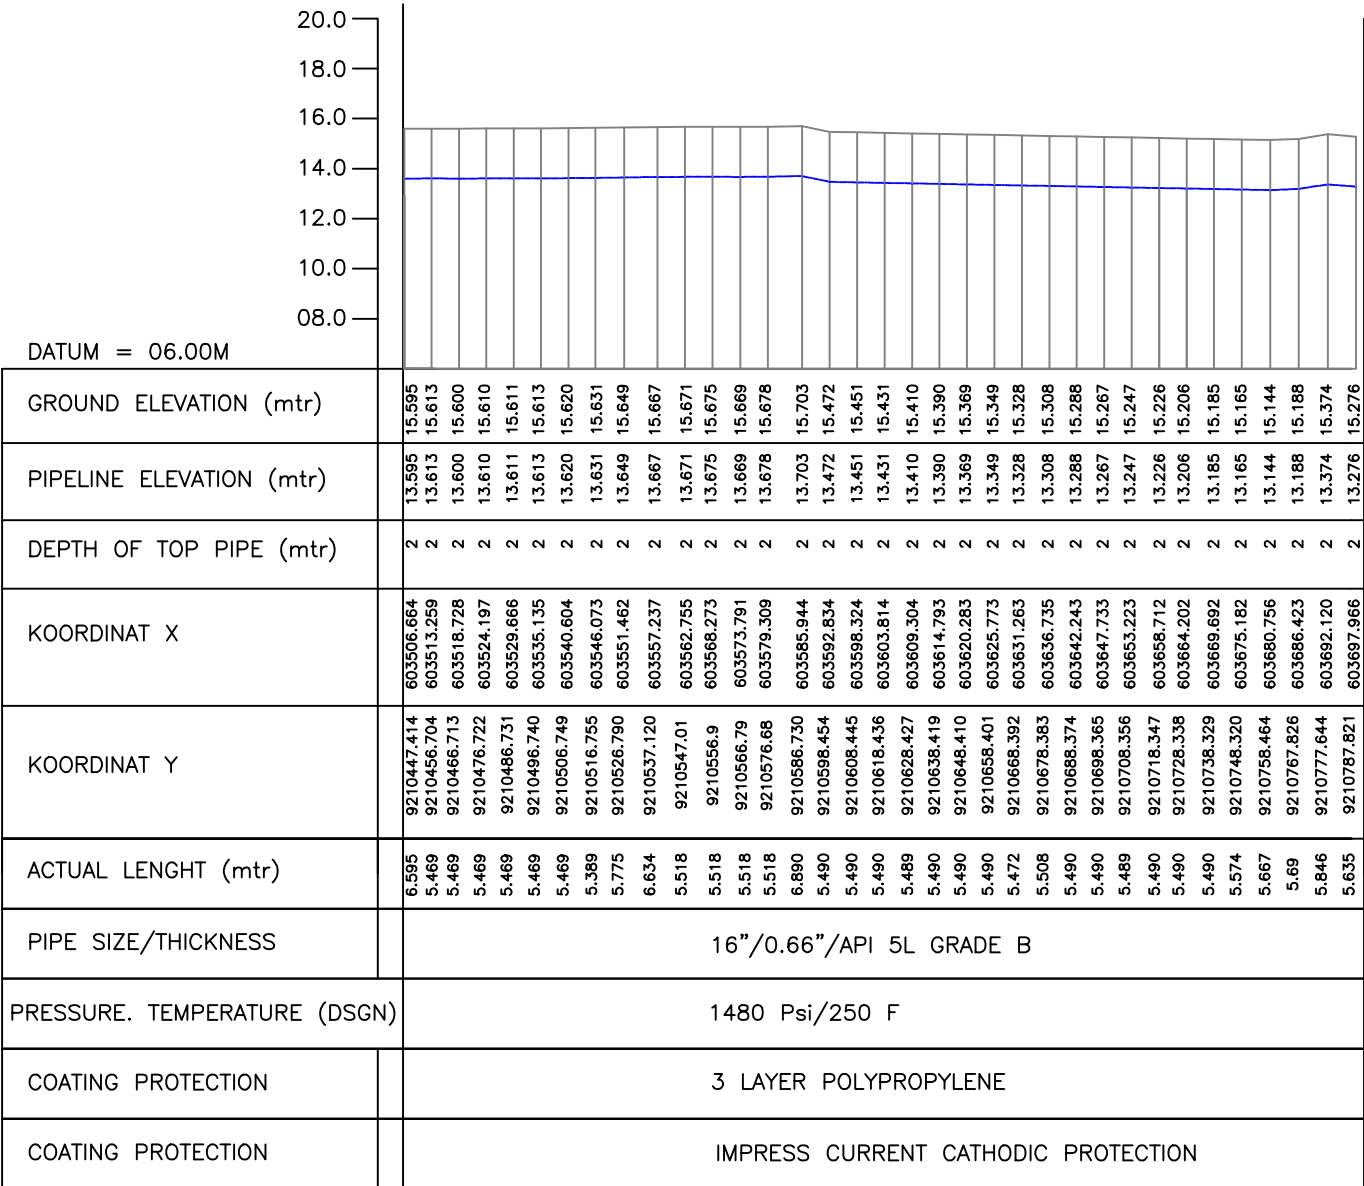 20.0
18.0
16.0
14.0
12.0
10.0
08.0
DATUM = 06.00M
GROUND ELEVATION (mtr) 15.595 15.613 15.600 15.610 15.611 15.613 15.620 15.631 15.649 15.667 15.671 15.675 15.669 15.678 15.703 15.472 15.451 15.431 15.410 15.390 15.369 15.349 15.328 15.308 15.288 15.267 15.247 15.226 15.206 15.185 15.165 15.144 15.188 15.374 15.276
PIPELINE ELEVATION (mtr) 13.595 13.613 13.600 13.610 13.611 13.613 13.620 13.631 13.649 13.667 13.671 13.675 13.669 13.678 13.703 13.472 13.451 13.431 13.410 13.390 13.369 13.349 13.328 13.308 13.288 13.267 13.247 13.226 13.206 13.185 13.165 13.144 13.188 13.374 13.276
DEPTH OF TOP PIPE (mtr) 2 2 2 2 2 2 2 2 2 2 2 2 2 2 2 2 2 2 2 2 2 2 2 2 2 2 2 2 2 2 2 2 2 2 2
KOORDINAT X 603506.664 603513.259 603518.728 603524.197 603529.666 603535.135 603540.604 603546.073 603551.462 603557.237 603562.755 603568.273 603573.791 603579.309 603585.944 603592.834 603598.324 603603.814 603609.304 603614.793 603620.283 603625.773 603631.263 603636.735 603642.243 603647.733 603653.223 603658.712 603664.202 603669.692 603675.182 603680.756 603686.423 603692.120 603697.966
KOORDINAT Y 9210447.414 9210456.704 9210466.713 9210476.722 9210486.731 9210496.740 9210506.749 9210516.755 9210526.790 9210537.120 9210547.01 9210556.9 9210566.79 9210576.68 9210586.730 9210598.454 9210608.445 9210618.436 9210628.427 9210638.419 9210648.410 9210658.401 9210668.392 9210678.383 9210688.374 9210698.365 9210708.356 9210718.347 9210728.338 9210738.329 9210748.320 9210758.464 9210767.826 9210777.644 9210787.821
ACTUAL LENGHT (mtr) 6.595 5.469 5.469 5.469 5.469 5.469 5.469 5.389 5.775 6.634 5.518 5.518 5.518 5.518 6.890 5.490 5.490 5.490 5.489 5.490 5.490 5.490 5.472 5.508 5.490 5.490 5.489 5.490 5.490 5.490 5.574 5.667 5.69 5.846 5.635
PIPE SIZE/THICKNESS 16"/0.66"/API 5L GRADE B
PRESSURE. TEMPERATURE (DSGN) 1480 Psi/250 F
COATING PROTECTION 3 LAYER POLYPROPYLENE
COATING PROTECTION IMPRESS CURRENT CATHODIC PROTECTION